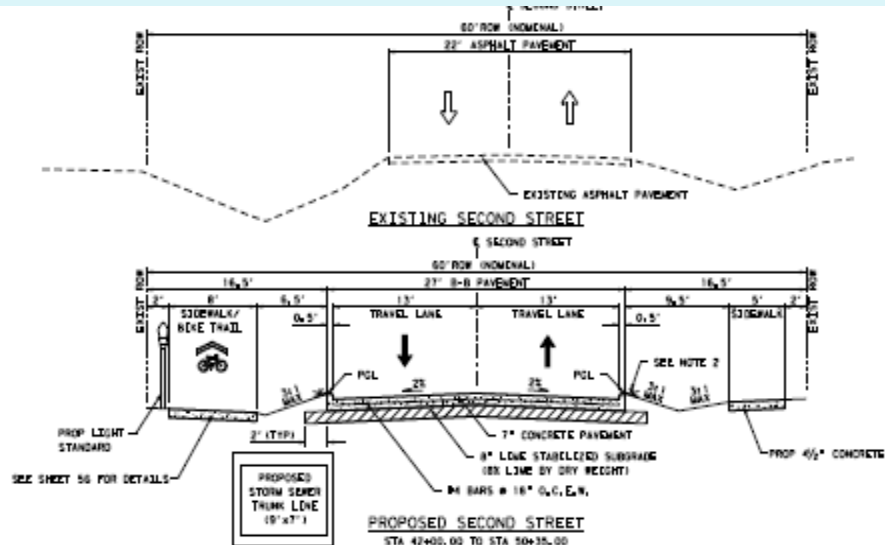 ℄ SECOND STREET
60'ROW (NOMINAL)
22' ASPHALT PAVEMENT
EXIST ROW
EXIST ROW
EXISTING ASPHALT PAVEMENT
EXISTING SECOND STREET
℄ SECOND STREET
60'ROW (NOMINAL)
16.5' 27' B-B PAVEMENT 16.5'
EXIST ROW
EXIST ROW
2' 8' 6.5' 13' 13' 9.5' 5' 2'
SIDEWALK/
BIKE TRAIL
0.5'
TRAVEL LANE
TRAVEL LANE
0.5'
SIDEWALK
SEE NOTE 2
PGL
2%
2%
PGL
3:1
MAX
3:1
MAX
PROP LIGHT
STANDARD
2' (TYP)
7" CONCRETE PAVEMENT
8" LIME STABILIZED SUBGRADE
(8% LIME BY DRY WEIGHT)
PROP 4½" CONCRETE
SEE SHEET 56 FOR DETAILS
#4 BARS @ 18" O.C.E.W.
PROPOSED
STORM SEWER
TRUNK LINE
(9'x7')
PROPOSED SECOND STREET
STA 42+00.00 TO STA 50+35.00